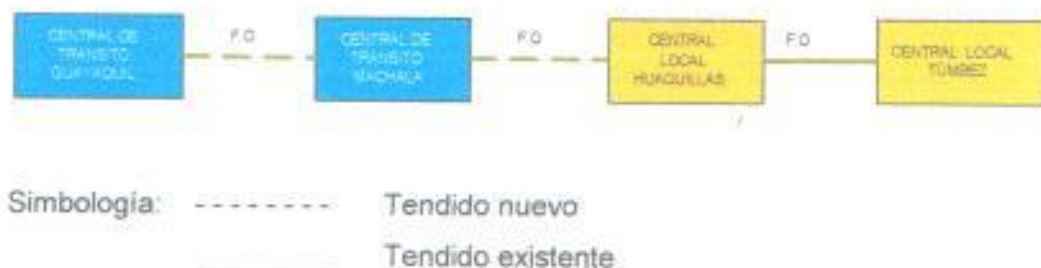 CENTRAL DE
TRANSITO
GUAYAQUIL
F.O
CENTRAL DE
TRANSITO
MACHALA
F.O
CENTRAL
LOCAL
HUAQUILLAS
F.O
CENTRAL LOCAL
TUMBEZ
Simbología:
Tendido nuevo
Tendido existente